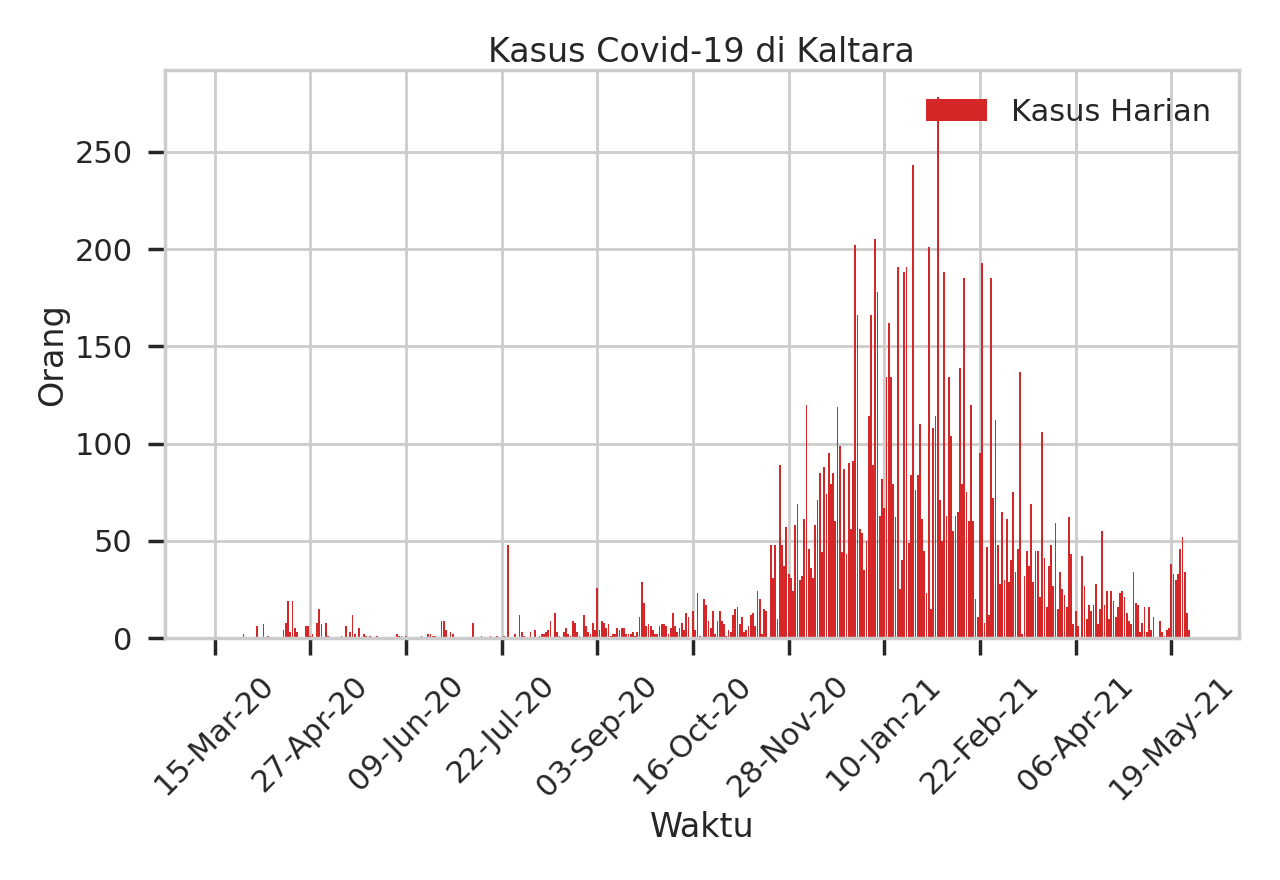 Kasus Covid-19 di Kaltara
Kasus Harian
Orang
250
200
150
100
50
0
15-Mar-20
27-Apr-20
09-Jun-20
22-Jul-20
03-Sep-20
16-Oct-20
28-Nov-20
10-Jan-21
22-Feb-21
06-Apr-21
19-May-21
Waktu